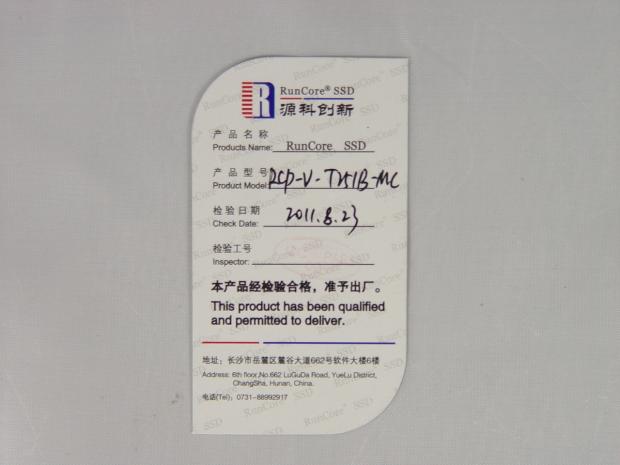 RunCore® SSD
源科创新
产品名称
Products Name: RunCore SSD
产品型号
Product Model: RCP-V-T251B-MC
检验日期
Check Date: 2011.8.23
检验工号
Inspector:
本产品经检验合格，准予出厂。
This product has been qualified
and permitted to deliver.
地址：长沙市岳麓区麓谷大道662号软件大楼6楼
Address: 6th floor,No.662 LuGuDa Road, YueLu District,
ChangSha, Hunan, China.
电话(Tel)：0731-88992917